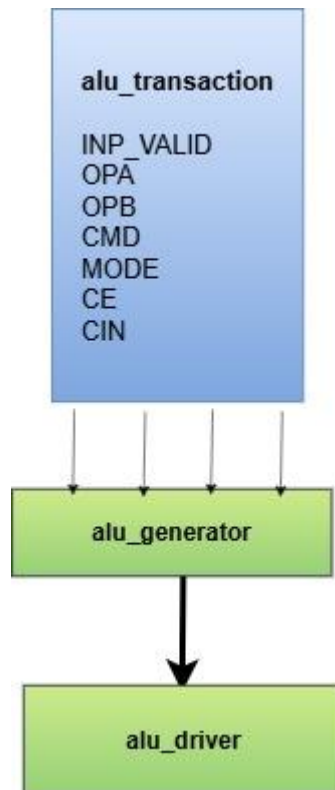 alu_transaction
INP_VALID
OPA
OPB
CMD
MODE
CE
CIN
alu_generator
alu_driver